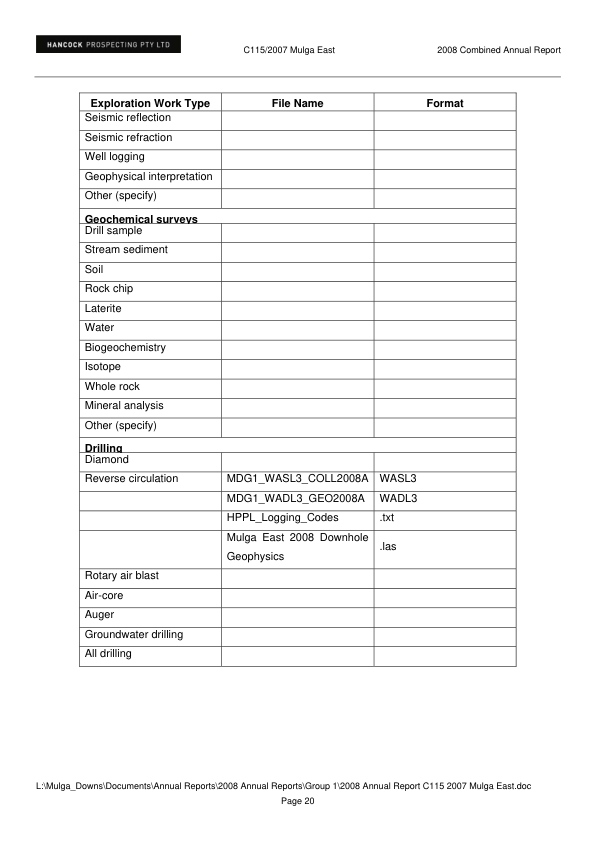 HANCOCK PROSPECTING PTY LTD
C115/2007 Mulga East
2008 Combined Annual Report
Exploration Work Type File Name Format
Seismic reflection
Seismic refraction
Well logging
Geophysical interpretation
Other (specify)
Geochemical surveys
Drill sample
Stream sediment
Soil
Rock chip
Laterite
Water
Biogeochemistry
Isotope
Whole rock
Mineral analysis
Other (specify)
Drilling
Diamond
Reverse circulation MDG1_WASL3_COLL2008A WASL3
MDG1_WADL3_GEO2008A WADL3
HPPL_Logging_Codes .txt
Mulga East 2008 Downhole
Geophysics .las
Rotary air blast
Air-core
Auger
Groundwater drilling
All drilling
L:\Mulga_Downs\Documents\Annual Reports\2008 Annual Reports\Group 1\2008 Annual Report C115 2007 Mulga East.doc
Page 20